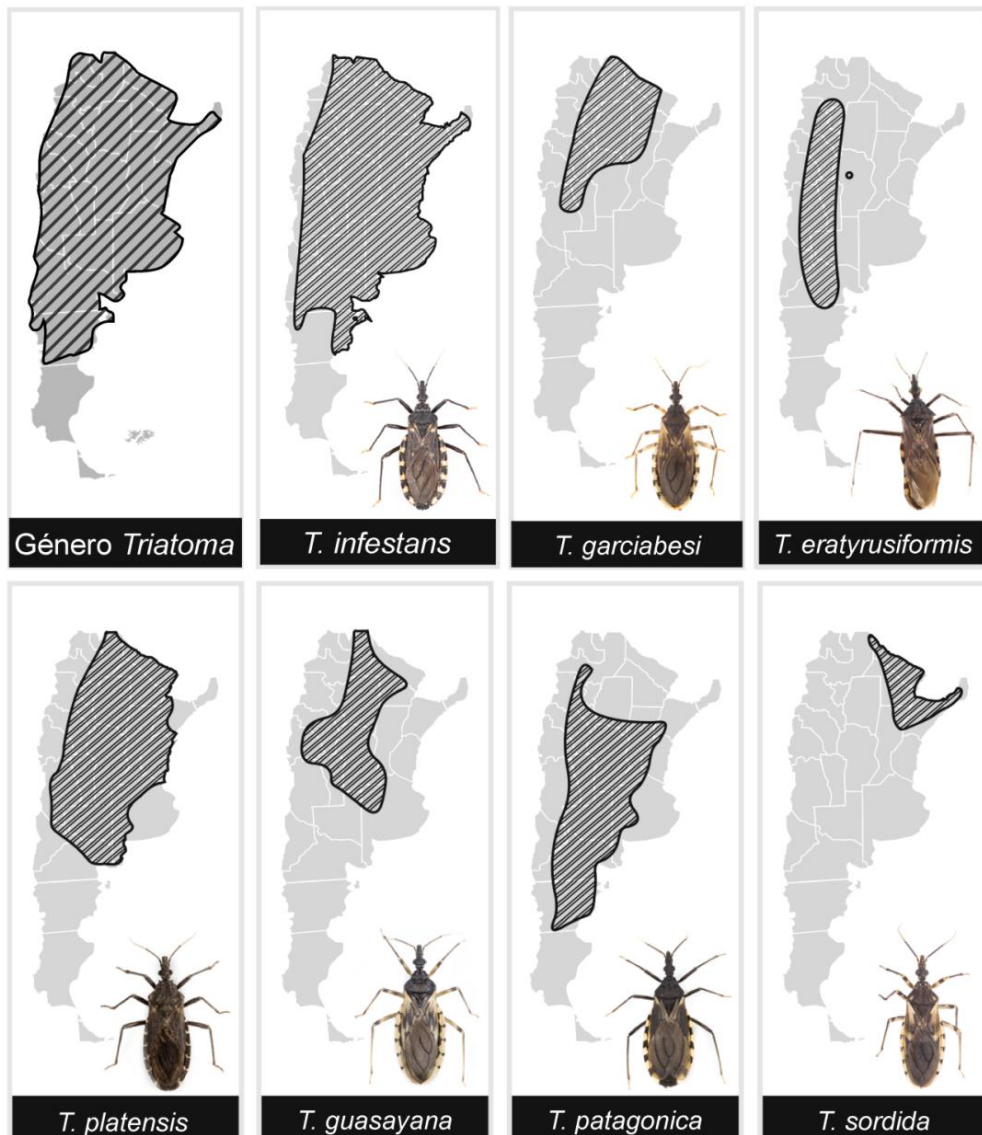 Género Triatoma
T. infestans
T. garciabesi
T. eratyrusiformis
T. platensis
T. guasayana
T. patagonica
T. sordida